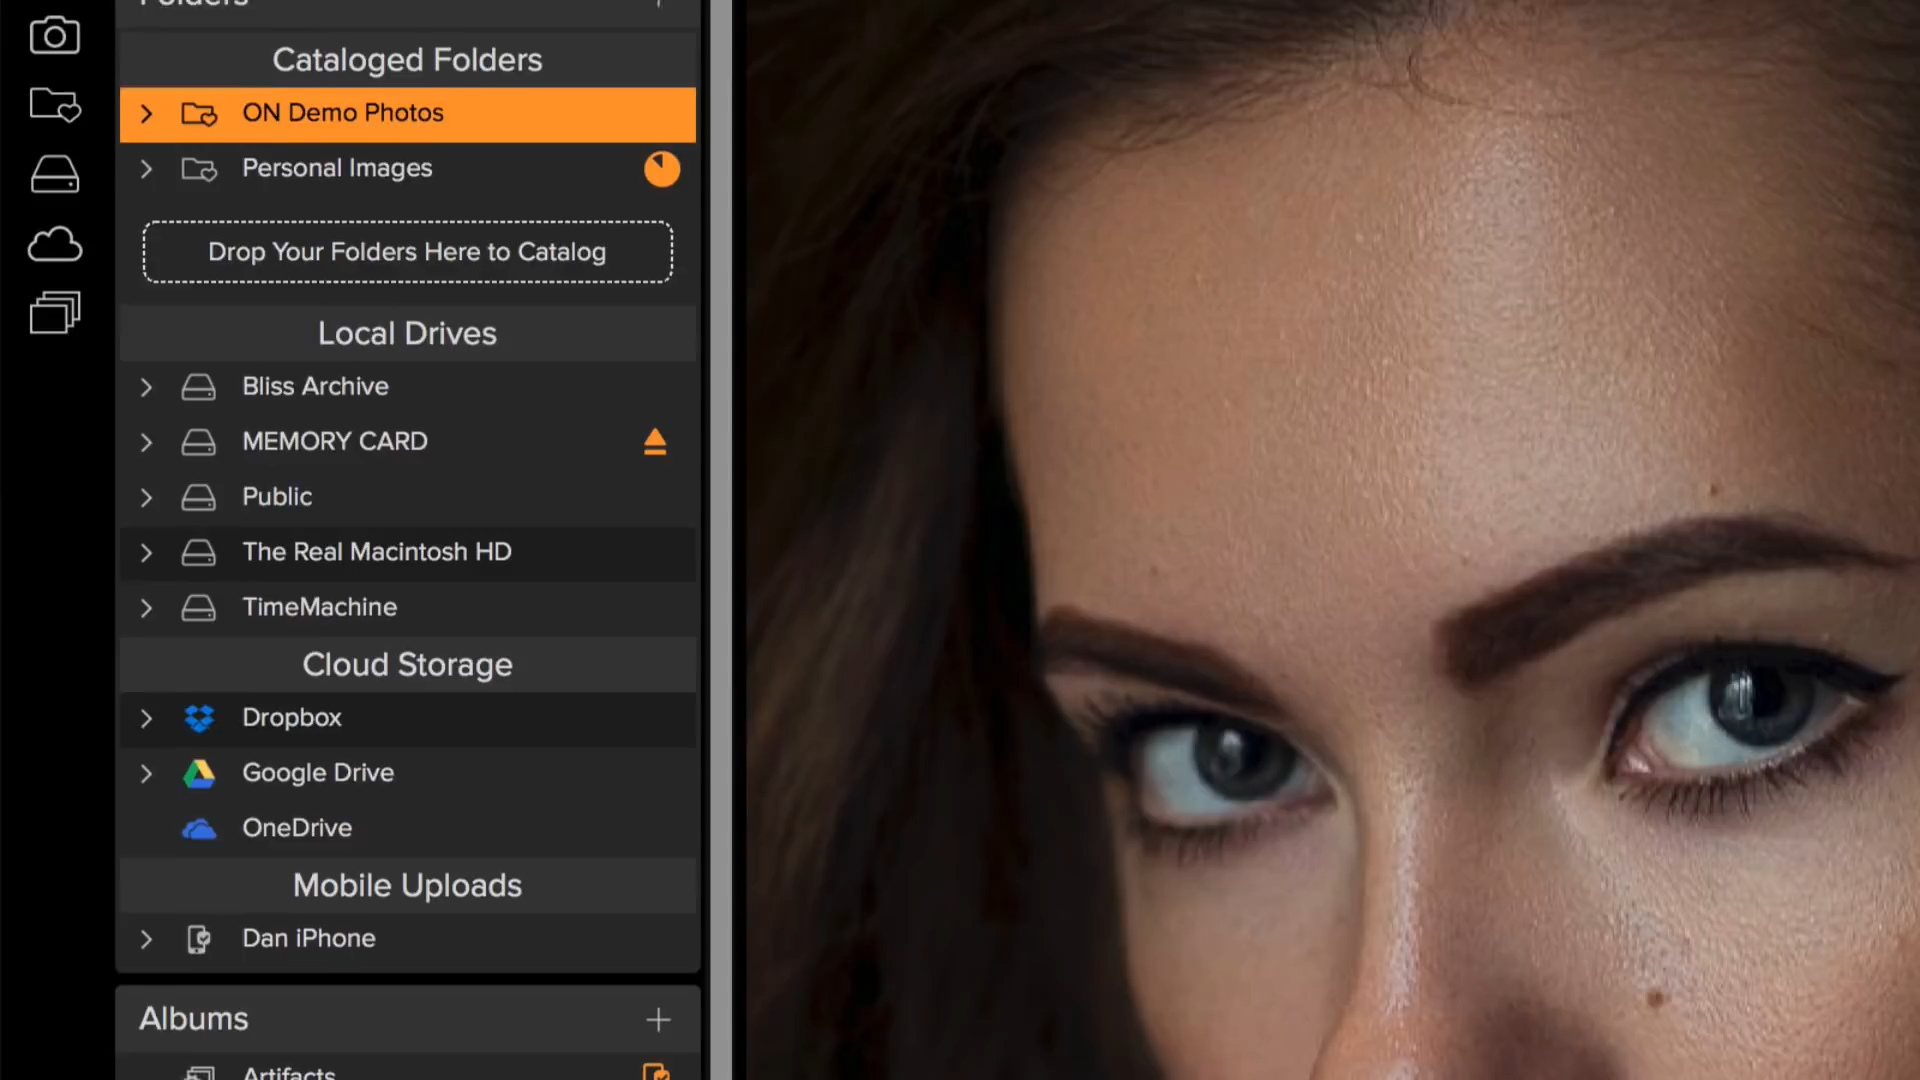 Folders
Cataloged Folders
ON Demo Photos
Personal Images
Drop Your Folders Here to Catalog
Local Drives
Bliss Archive
MEMORY CARD
Public
The Real Macintosh HD
TimeMachine
Cloud Storage
Dropbox
Google Drive
OneDrive
Mobile Uploads
Dan iPhone
Albums
Artifacts